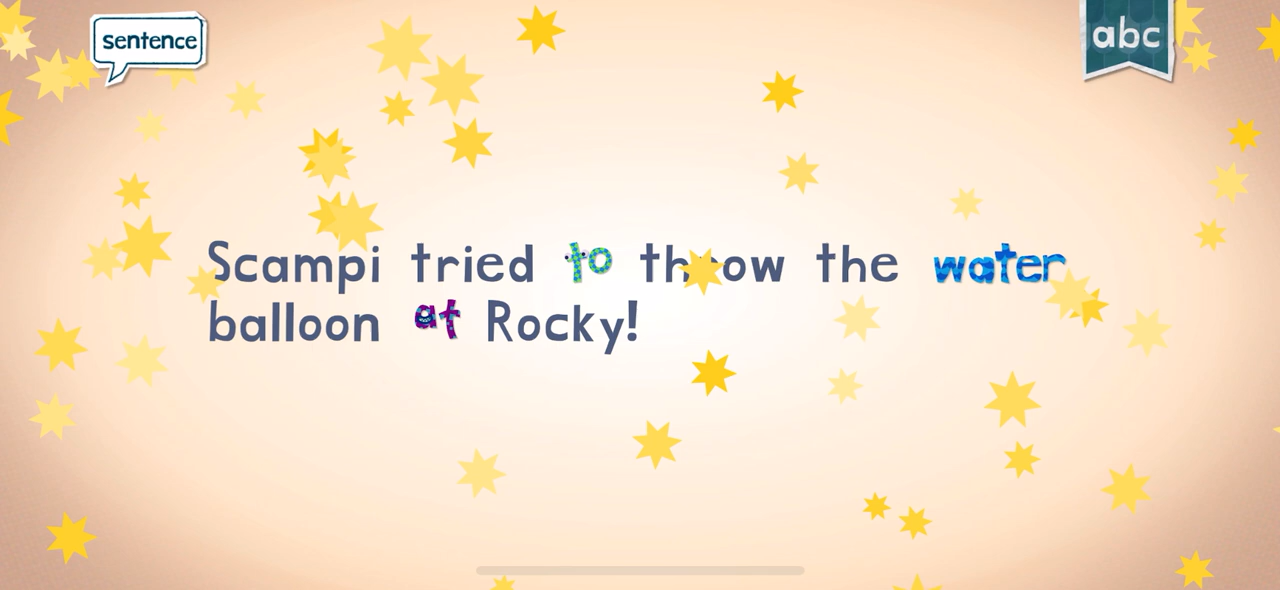 sentence
abc
Scampi tried to throw the water
balloon at Rocky!